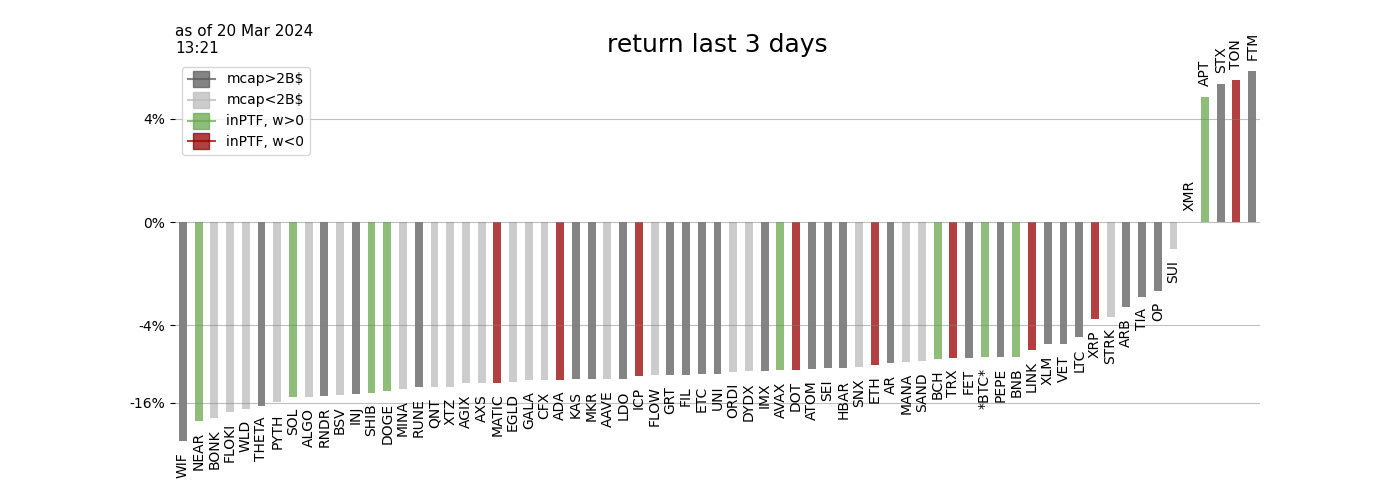 as of 20 Mar 2024
13:21
return last 3 days
mcap>2B$
mcap<2B$
inPTF, w>0
inPTF, w<0
4%
0%
-4%
-16%
WIF
NEAR
BONK
FLOKI
WLD
THETA
PYTH
SOL
ALGO
RNDR
BSV
INJ
SHIB
DOGE
MINA
RUNE
QNT
XTZ
AGIX
AXS
MATIC
EGLD
GALA
CFX
ADA
KAS
MKR
AAVE
LDO
ICP
FLOW
GRT
FIL
ETC
UNI
ORDI
DYDX
IMX
AVAX
DOT
ATOM
SEI
HBAR
SNX
ETH
AR
MANA
SAND
BCH
TRX
FET
*BTC*
PEPE
BNB
LINK
XLM
VET
LTC
XRP
STRK
ARB
TIA
OP
SUI
XMR
APT
STX
TON
FTM